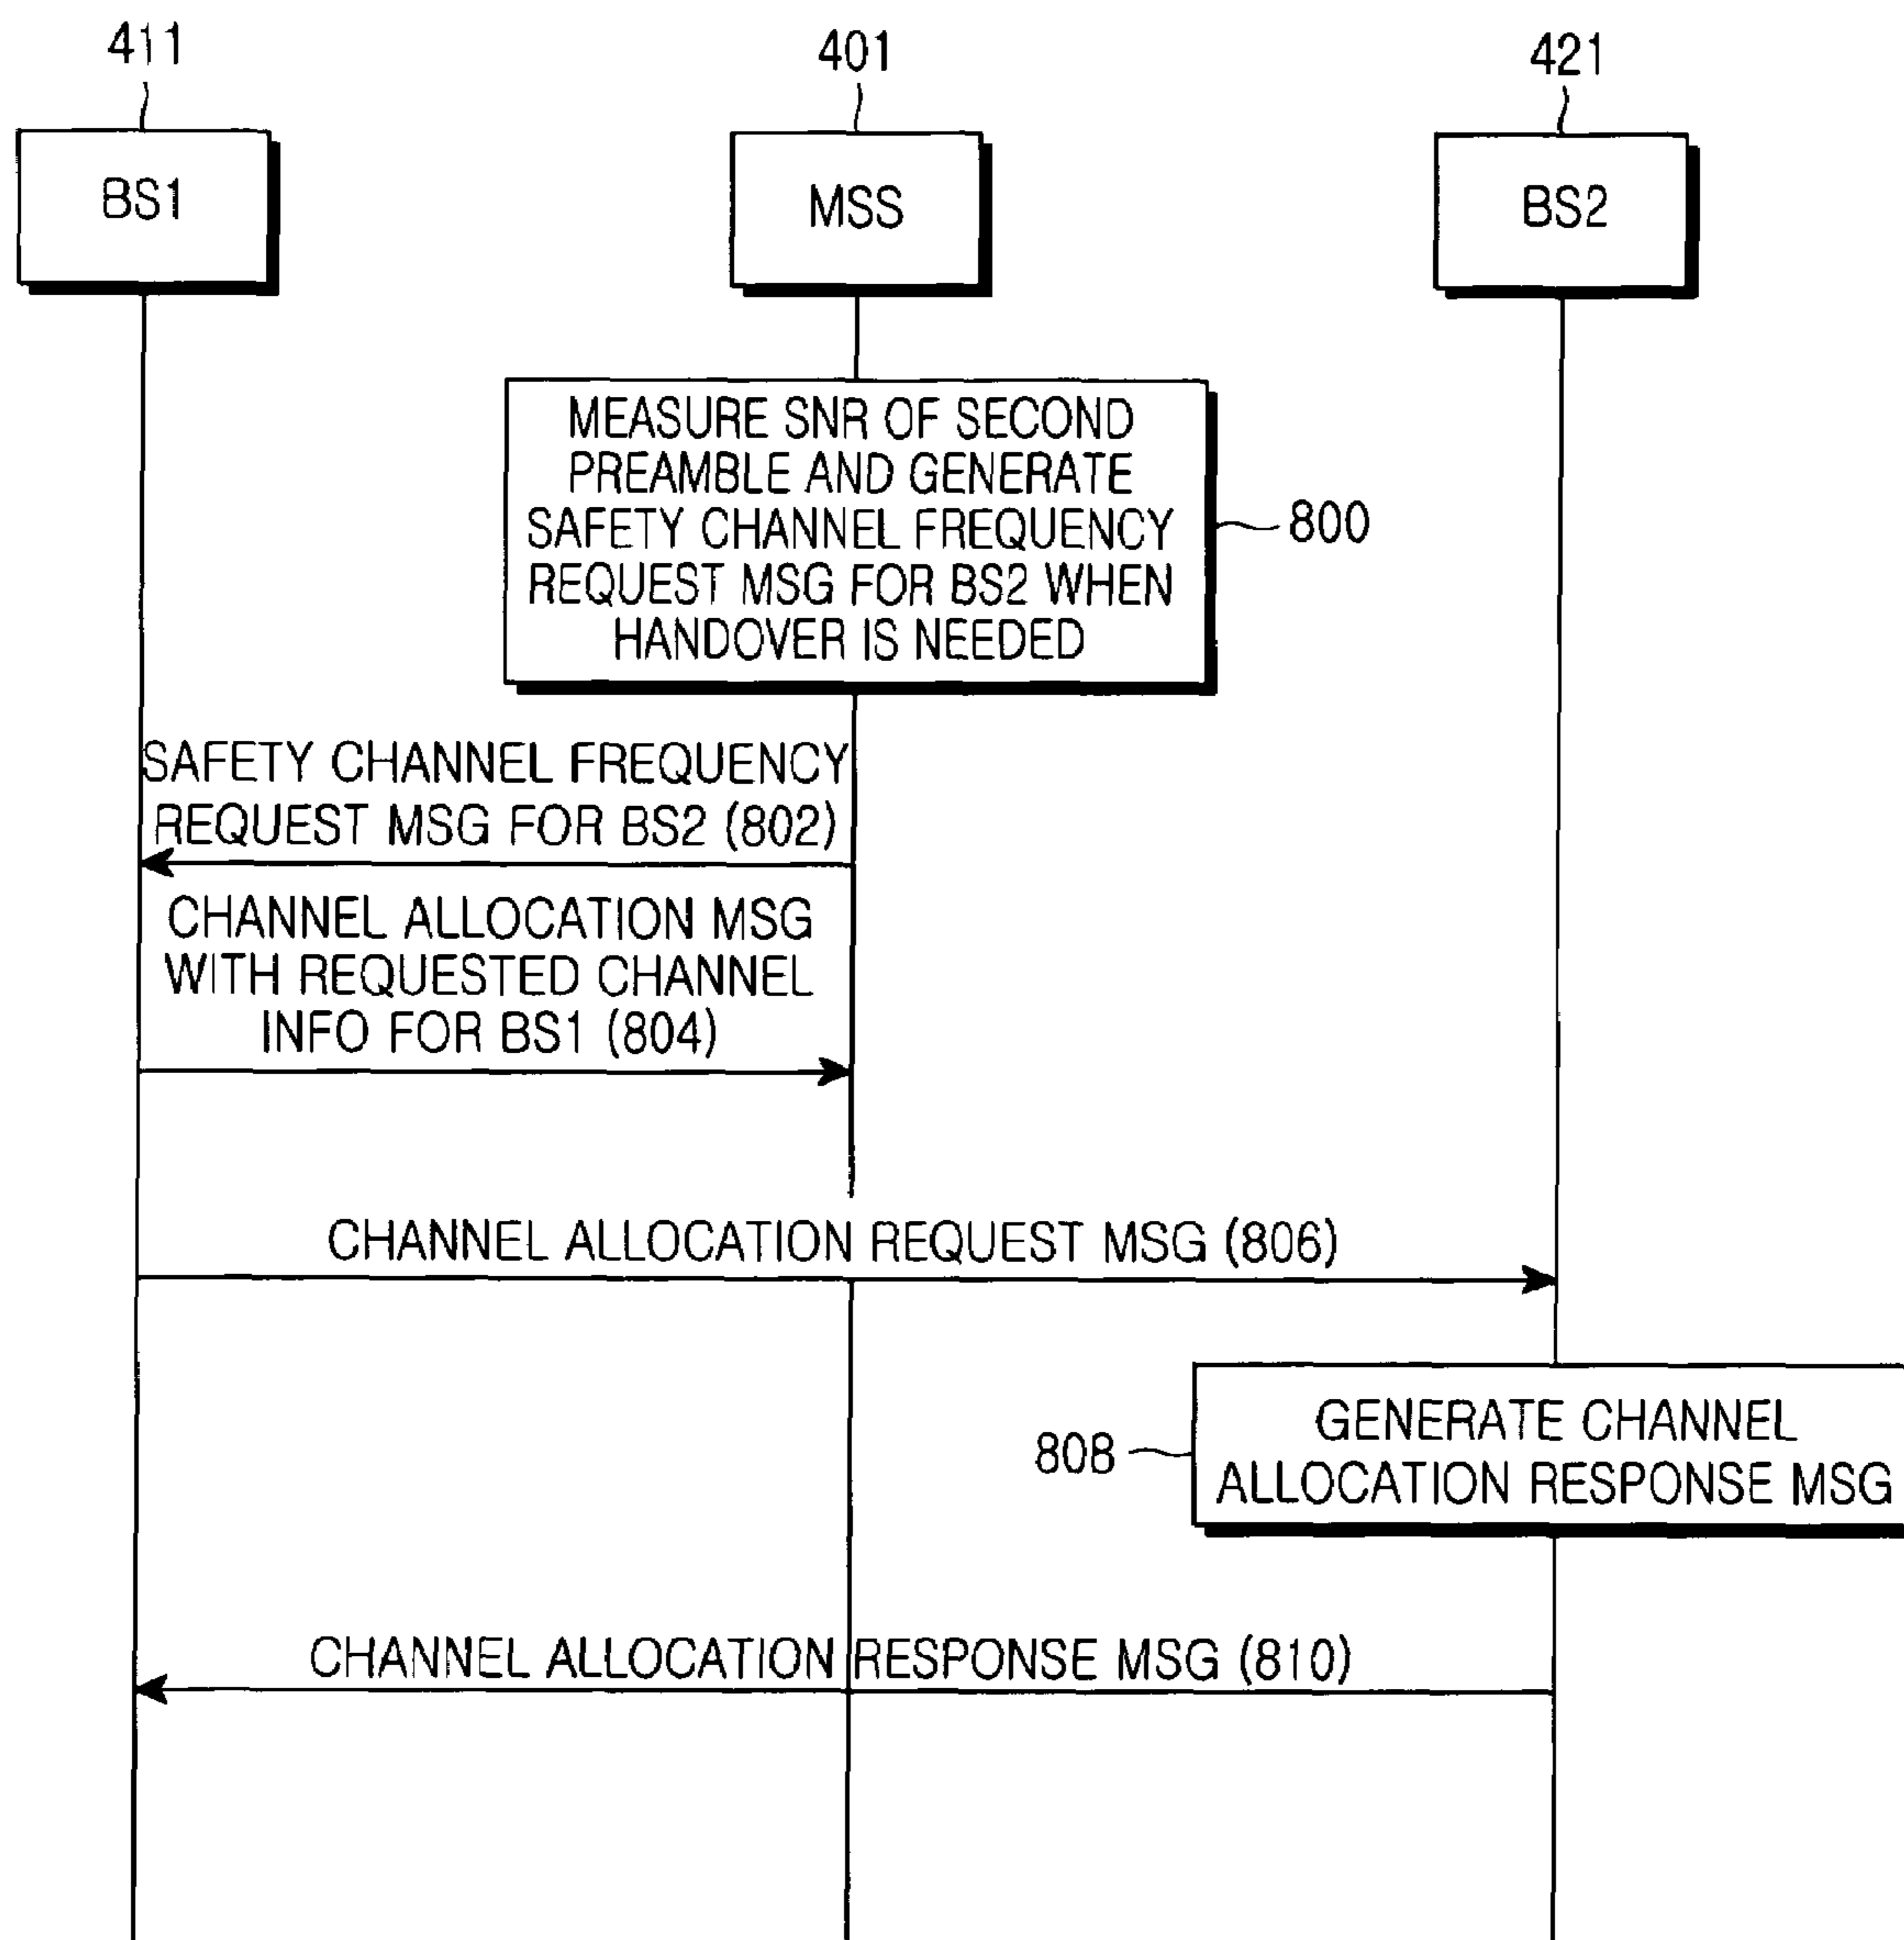 411
401
421
BS1
MSS
BS2
MEASURE SNR OF SECOND
PREAMBLE AND GENERATE
SAFETY CHANNEL FREQUENCY
REQUEST MSG FOR BS2 WHEN
HANDOVER IS NEEDED
800
SAFETY CHANNEL FREQUENCY
REQUEST MSG FOR BS2 (802)
CHANNEL ALLOCATION MSG
WITH REQUESTED CHANNEL
INFO FOR BS1 (804)
CHANNEL ALLOCATION REQUEST MSG (806)
808
GENERATE CHANNEL
ALLOCATION RESPONSE MSG
CHANNEL ALLOCATION RESPONSE MSG (810)